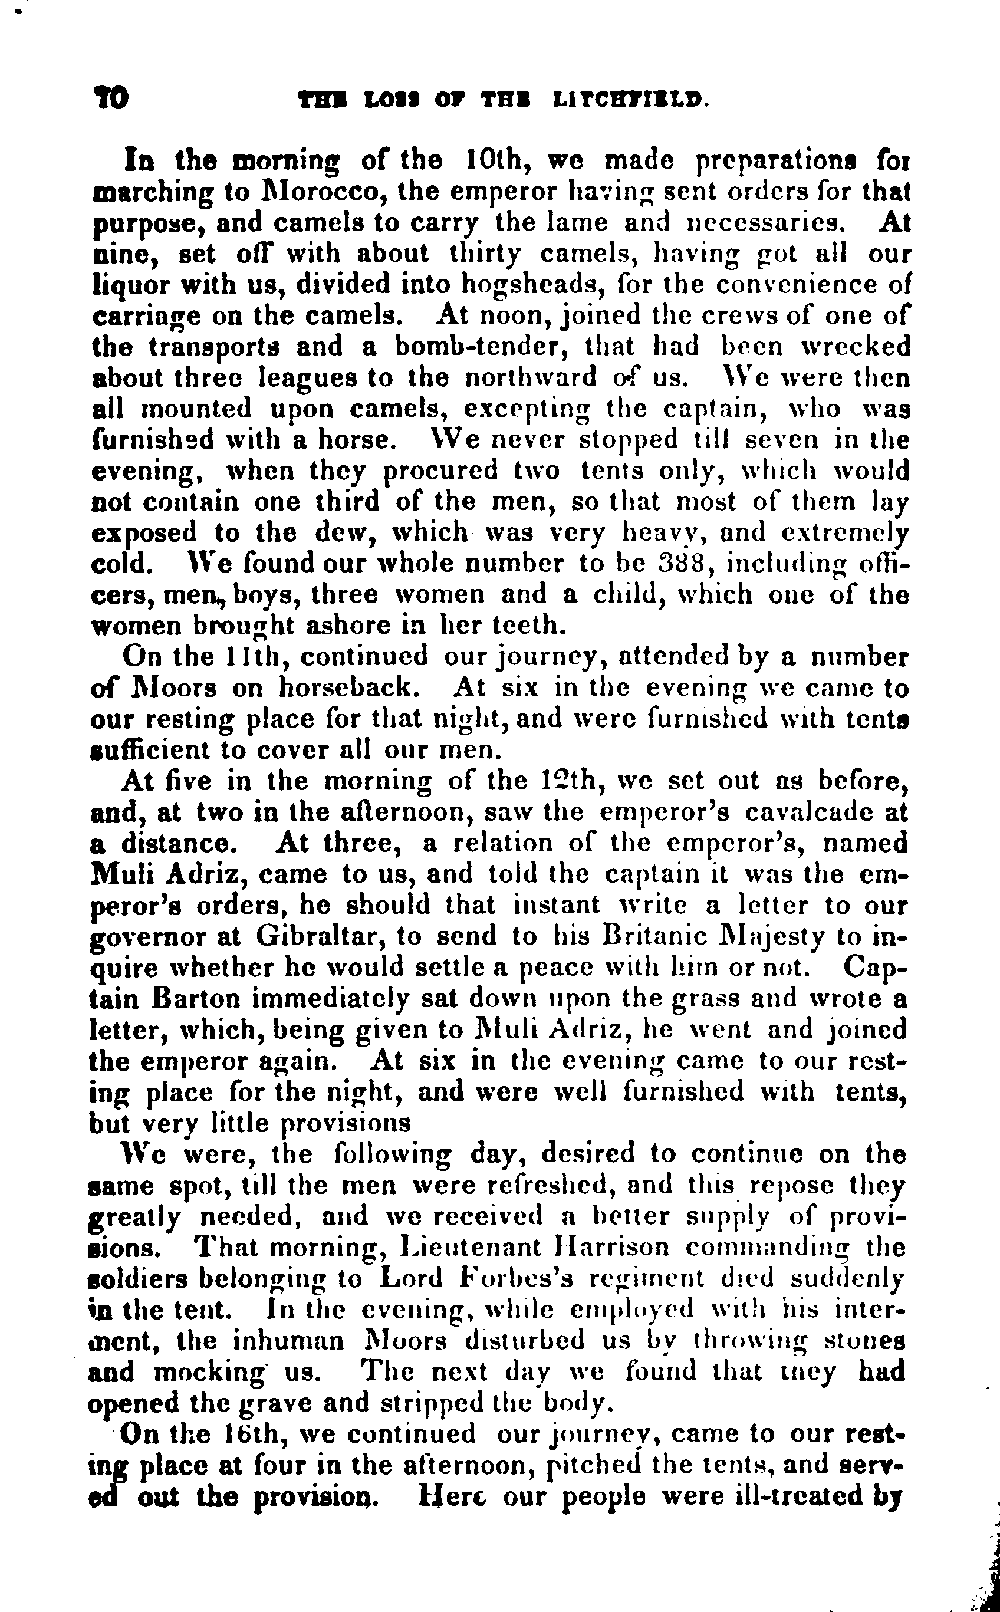 70 THE LOSS OF THE LITCHFIELD.
In the morning of the 10th, we made preparations for
marching to Morocco, the emperor having sent orders for that
purpose, and camels to carry the lame and necessaries. At
nine, set off with about thirty camels, having got all our
liquor with us, divided into hogsheads, for the convenience of
carriage on the camels. At noon, joined the crews of one of
the transports and a bomb-tender, that had been wrecked
about three leagues to the northward of us. We were then
all mounted upon camels, excepting the captain, who was
furnished with a horse. We never stopped till seven in the
evening, when they procured two tents only, which would
not contain one third of the men, so that most of them lay
exposed to the dew, which was very heavy, and extremely
cold. We found our whole number to be 388, including offi-
cers, men, boys, three women and a child, which one of the
women brought ashore in her teeth.
On the 11th, continued our journey, attended by a number
of Moors on horseback. At six in the evening we came to
our resting place for that night, and were furnished with tents
sufficient to cover all our men.
At five in the morning of the 12th, we set out as before,
and, at two in the afternoon, saw the emperor's cavalcade at
a distance. At three, a relation of the emperor's, named
Muli Adriz, came to us, and told the captain it was the em-
peror's orders, he should that instant write a letter to our
governor at Gibraltar, to send to his Britanic Majesty to in-
quire whether he would settle a peace with him or not. Cap-
tain Barton immediately sat down upon the grass and wrote a
letter, which, being given to Muli Adriz, he went and joined
the emperor again. At six in the evening came to our rest-
ing place for the night, and were well furnished with tents,
but very little provisions
We were, the following day, desired to continue on the
same spot, till the men were refreshed, and this repose they
greatly needed, and we received a better supply of provi-
sions. That morning, Lieutenant Harrison commanding the
soldiers belonging to Lord Forbes's regiment died suddenly
in the tent. In the evening, while employed with his inter-
ment, the inhuman Moors disturbed us by throwing stones
and mocking us. The next day we found that they had
opened the grave and stripped the body.
On the 16th, we continued our journey, came to our rest-
ing place at four in the afternoon, pitched the tents, and serv-
ed out the provision. Here our people were ill-treated by